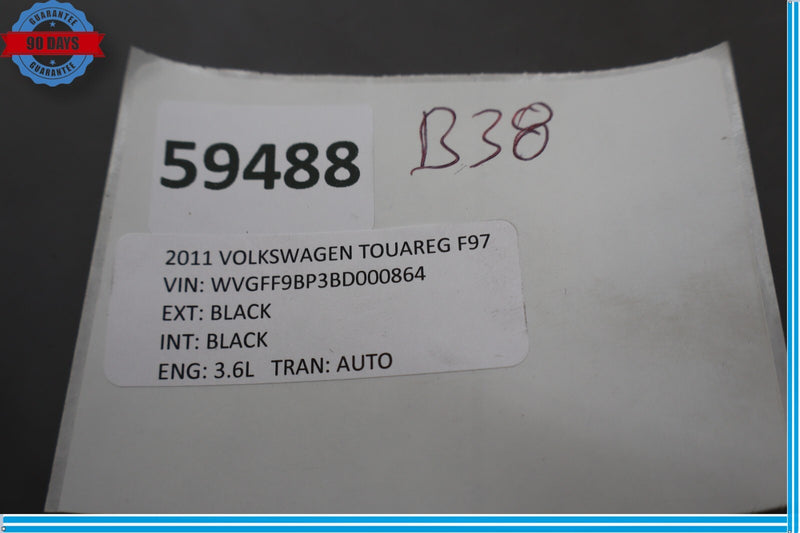 GUARANTEE
90 DAYS
GUARANTEE
59488
B38
2011 VOLKSWAGEN TOUAREG F97
VIN: WVGFF9BP3BD000864
EXT: BLACK
INT: BLACK
ENG: 3.6L TRAN: AUTO